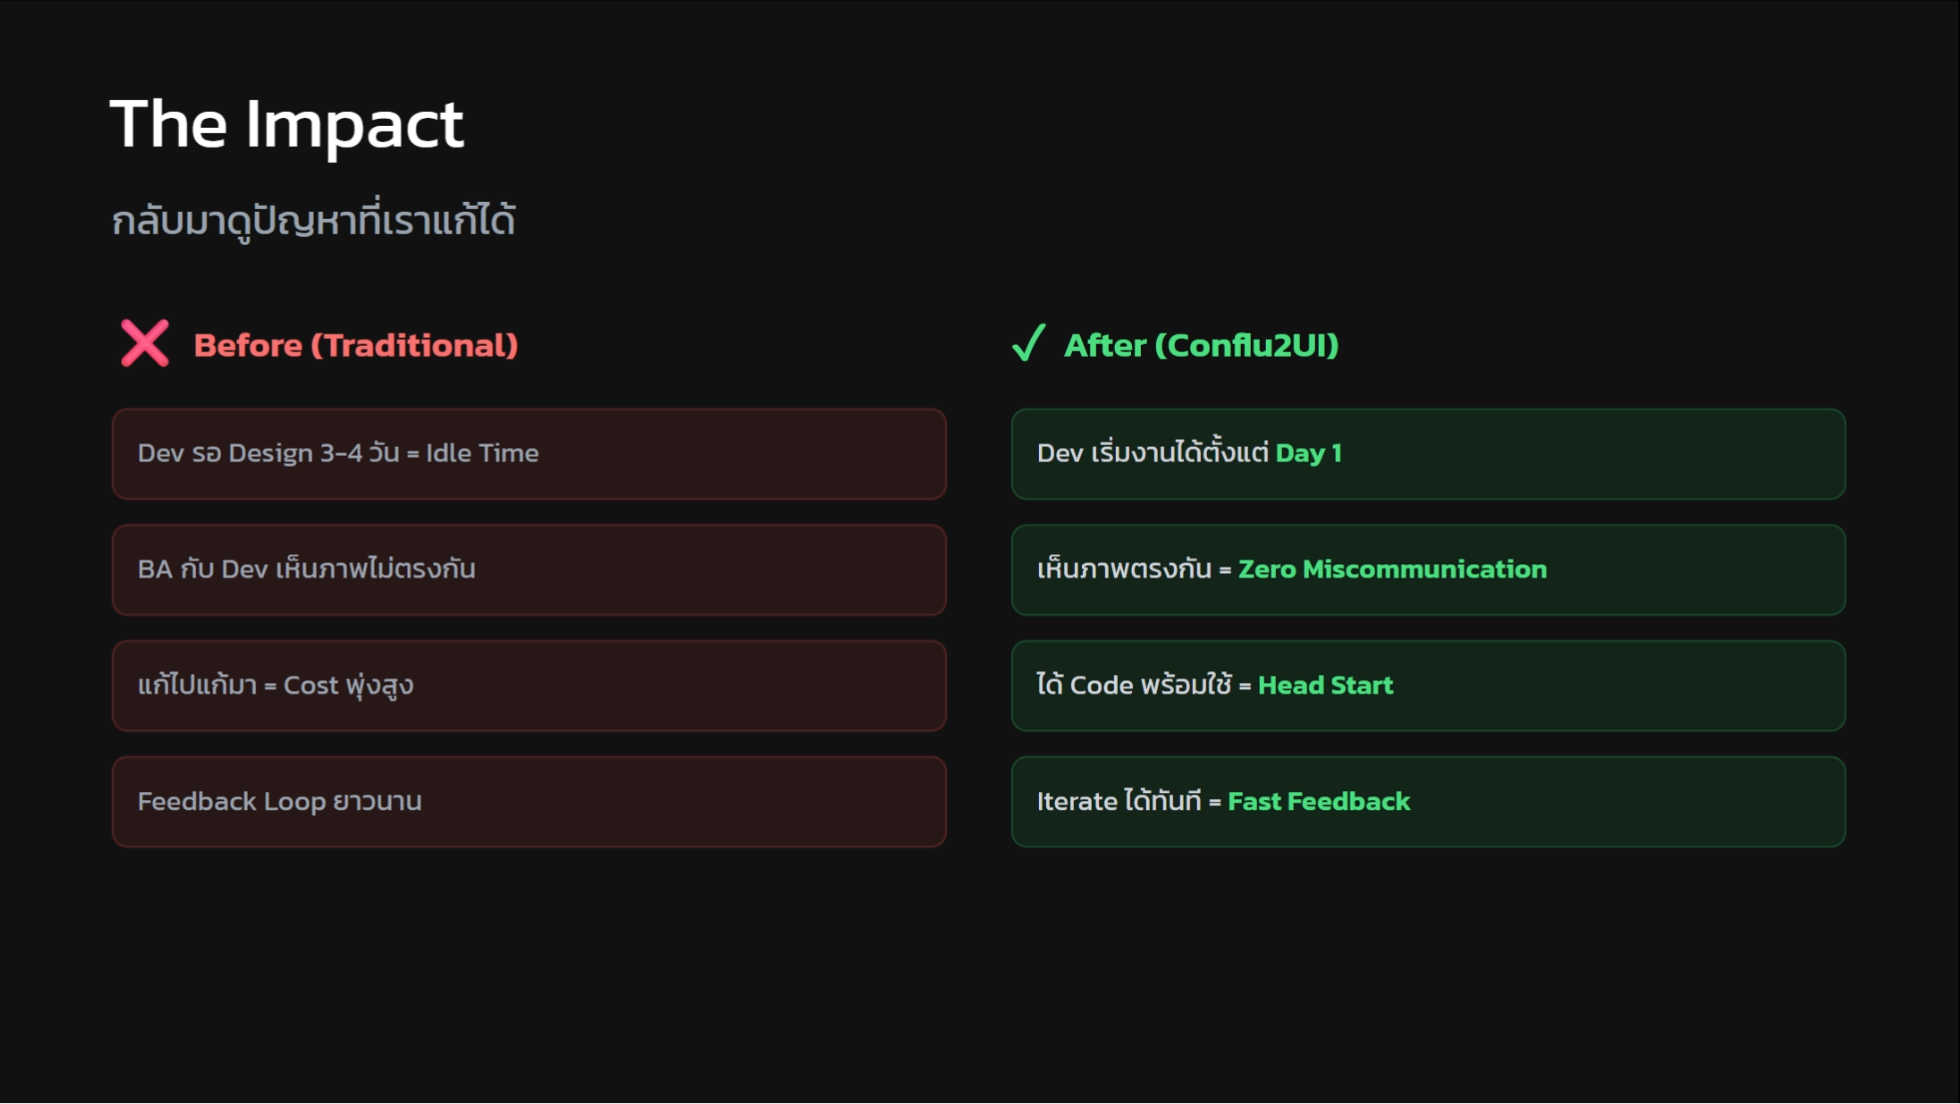 The Impact
กลับมาดูปัญหาที่เราแก้ได้
Before (Traditional)
Dev รอ Design 3-4 วัน = Idle Time
BA กับ Dev เห็นภาพไม่ตรงกัน
แก้ไปแก้มา = Cost พุ่งสูง
Feedback Loop ยาวนาน
After (Conflu2UI)
Dev เริ่มงานได้ตั้งแต่ Day 1
เห็นภาพตรงกัน = Zero Miscommunication
ได้ Code พร้อมใช้ = Head Start
Iterate ได้ทันที = Fast Feedback